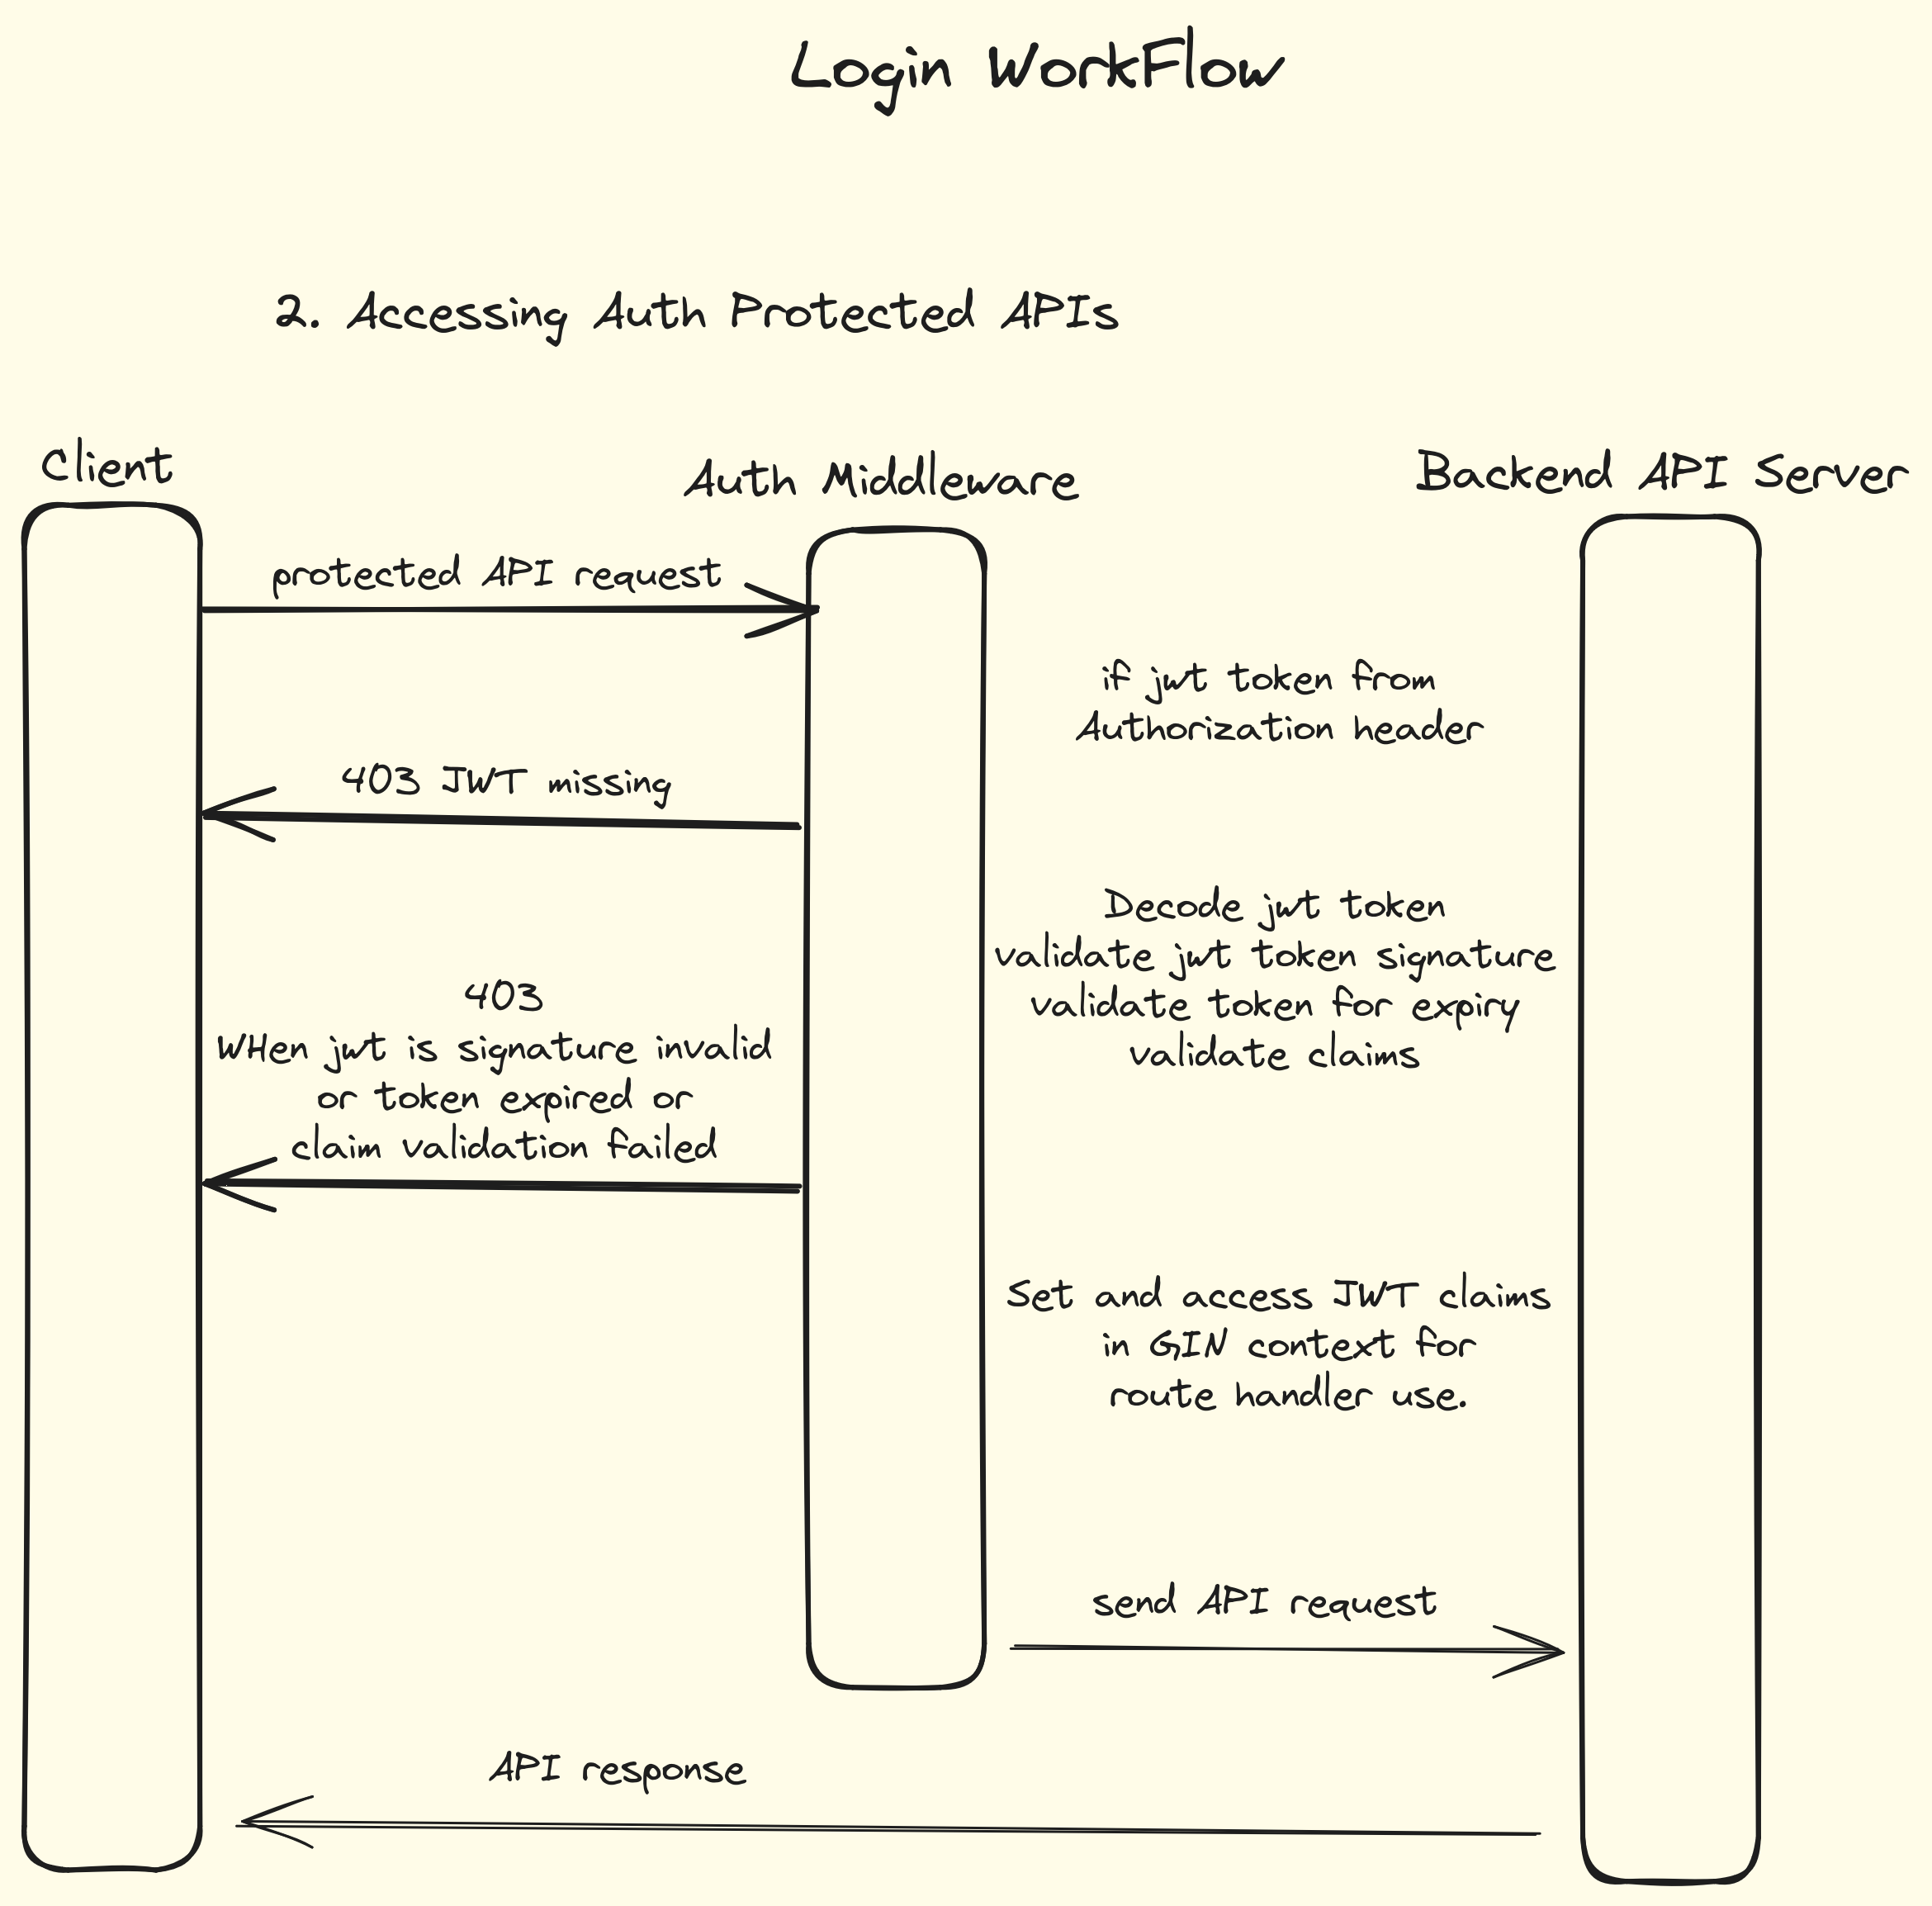 Login WorkFlow
2. Accessing Auth Protected APIs
Client
Auth Middleware
Backend API Server
protected API request
if jwt token from
Authorization header
403 JWT missing
Decode jwt token
validate jwt token signature
validate token for expiry
validate claims
403
WHen jwt is signature invalid
or token expired or
claim validation failed
Set and access JWT claims
in GIN context for
route handler use.
send API request
API response